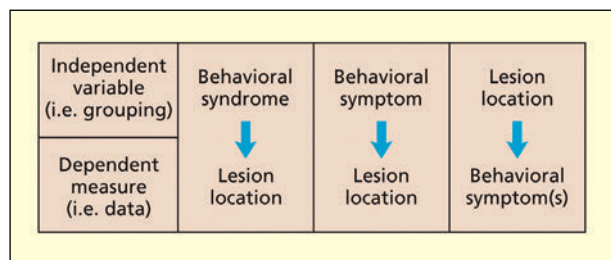 Independent
variable
(i.e. grouping)
Behavioral
syndrome
Behavioral
symptom
Lesion
location
Dependent
measure
(i.e. data)
Lesion
location
Lesion
location
Behavioral
symptom(s)